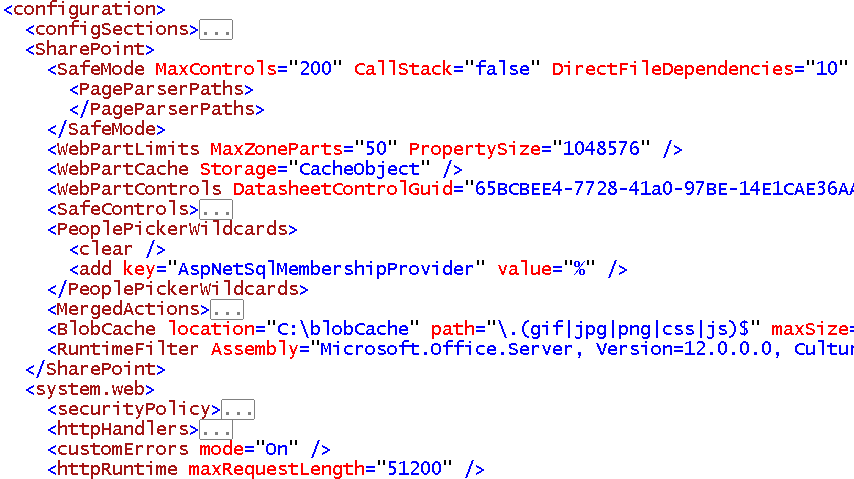 <configuration>
<configSections>...
<SharePoint>
<SafeMode MaxControls="200" CallStack="false" DirectFileDependencies="10"
<PageParserPaths>
</PageParserPaths>
</SafeMode>
<WebPartLimits MaxZoneParts="50" PropertySize="1048576" />
<WebPartCache Storage="CacheObject" />
<WebPartControls DatasheetControlGuid="65BCBEE4-7728-41a0-97BE-14E1CAE36AA
<SafeControls>...
<PeoplePickerWildcards>
<clear />
<add key="AspNetSqlMembershipProvider" value="%" />
</PeoplePickerWildcards>
<MergedActions>...
<BlobCache location="C:\blobCache" path="\.(gif|jpg|png|css|js)$" maxSize=
<RuntimeFilter Assembly="Microsoft.Office.Server, Version=12.0.0.0, Cultur
</SharePoint>
<system.web>
<securityPolicy>...
<httpHandlers>...
<customErrors mode="On" />
<httpRuntime maxRequestLength="51200" />